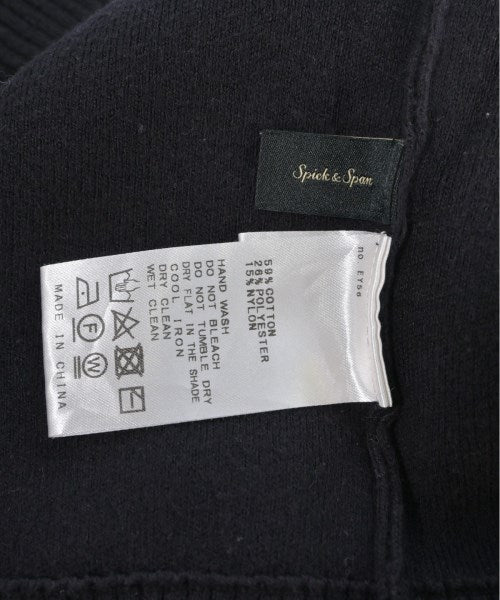 Spick & Span
59% COTTON
26% POLYESTER
15% NYLON
HAND WASH
DO NOT BLEACH
DO NOT TUMBLE DRY
DRY FLAT IN THE SHADE
COOL IRON
DRY CLEAN
WET CLEAN
F
W
MADE IN CHINA